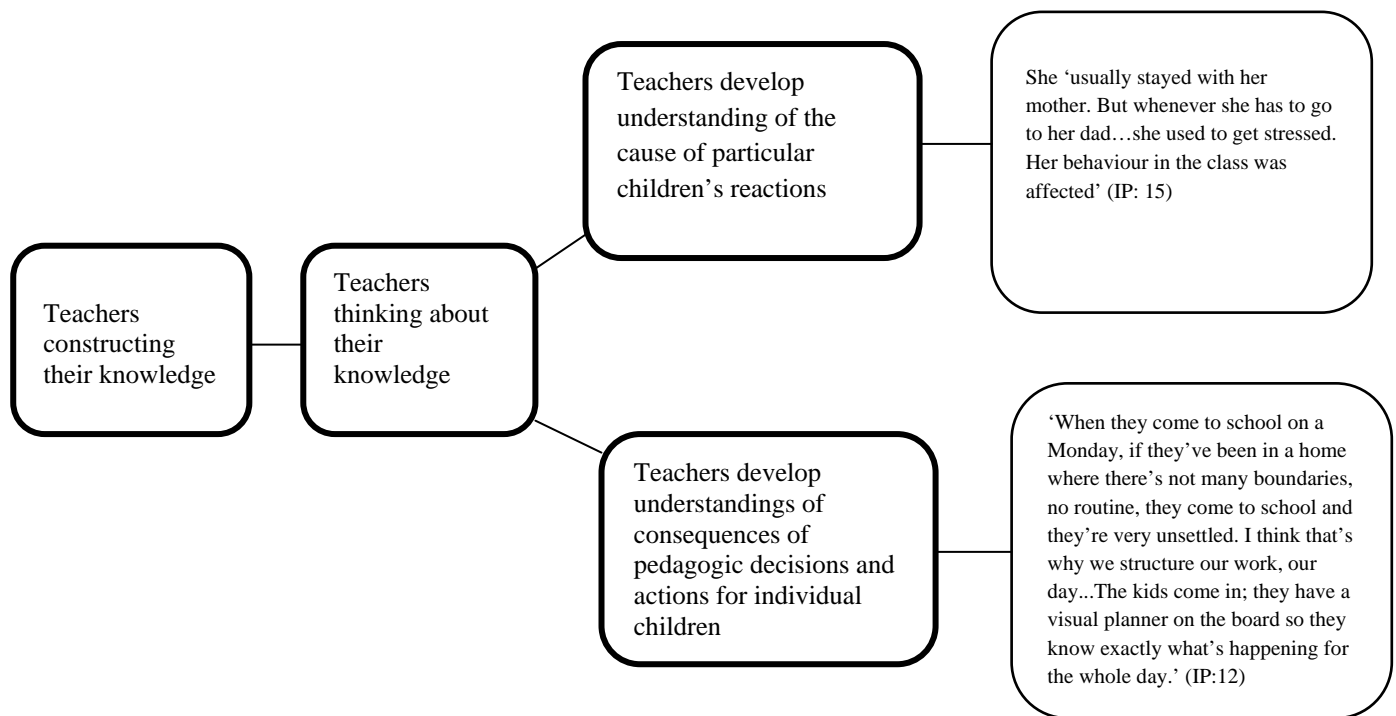 Teachers
constructing
their knowledge
Teachers
thinking about
their
knowledge
Teachers develop
understanding of the
cause of particular
children’s reactions
She ‘usually stayed with her
mother. But whenever she has to go
to her dad…she used to get stressed.
Her behaviour in the class was
affected’ (IP: 15)
Teachers develop
understandings of
consequences of
pedagogic decisions and
actions for individual
children
‘When they come to school on a
Monday, if they’ve been in a home
where there’s not many boundaries,
no routine, they come to school and
they’re very unsettled. I think that’s
why we structure our work, our
day...The kids come in; they have a
visual planner on the board so they
know exactly what’s happening for
the whole day.’ (IP:12)